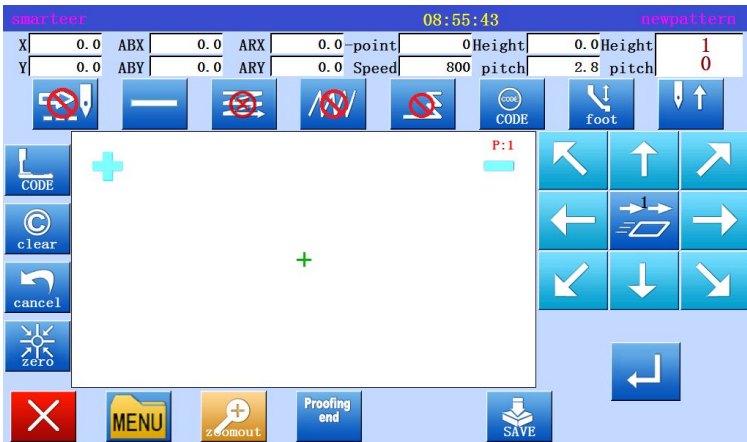 smarteer 08:55:43 newpattern
X 0.0 ABX 0.0 ARX 0.0 -point 0 Height 0.0 Height 1
Y 0.0 ABY 0.0 ARY 0.0 Speed 800 pitch 2.8 pitch 0
CODE
CODE
foot
P:1
CODE
1
clear
cancel
zero
MENU
zoomout
Proofing
end
SAVE